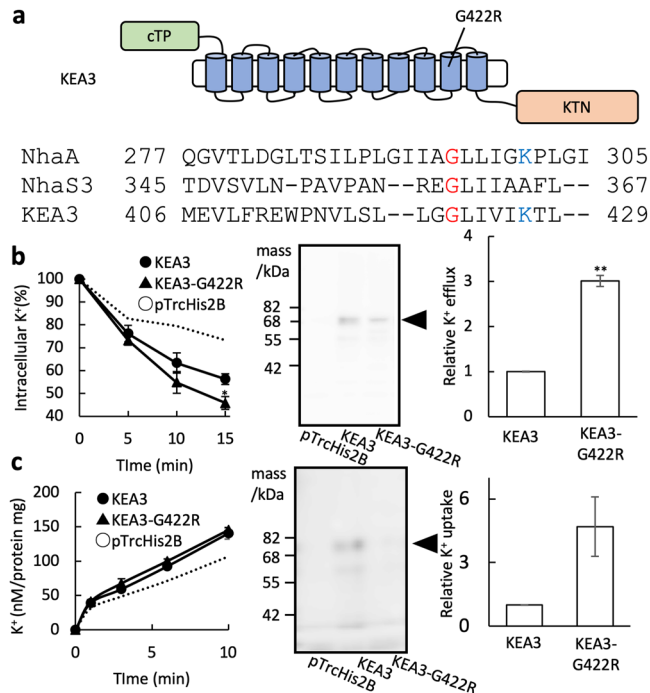 a
G422R
cTP
KEA3
KTN
NhaA 277 QGVTLDGLTSILPLGIIAGLLIGKPLGI 305
NhaS3 345 TDVSVLN-PAVPAN--REGLIIAAFL-- 367
KEA3 406 MEVLFREWPNVLSL--LGGLIVIKTL-- 429
b
Intracellular K+(%)
100
90
80
70
60
50
40
0 5 10 15
TIme (min)
KEA3
KEA3-G422R
pTrcHis2B
*
mass
/kDa
82
68
55
42
pTrcHis2B
KEA3
KEA3-G422R
Relative K+ efflux
4
3
2
1
0
**
KEA3
KEA3-
G422R
c
K+ (nM/protein mg)
200
150
100
50
0
0 5 10
TIme (min)
KEA3
KEA3-G422R
pTrcHis2B
mass
/kDa
82
68
55
42
pTrcHis2B
KEA3
KEA3-G422R
Relative K+ uptake
6
4
2
0
KEA3
KEA3-
G422R